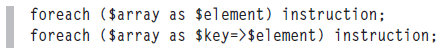 foreach ($array as $element) instruction;
foreach ($array as $key=>$element) instruction;